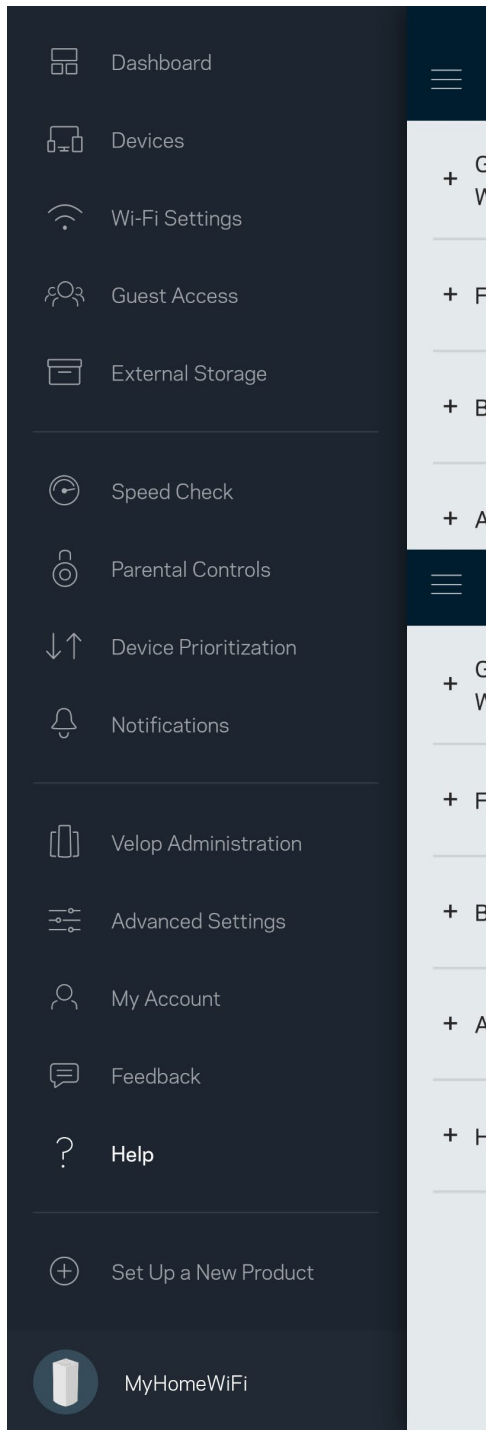 Dashboard
Devices
Wi-Fi Settings
Guest Access
External Storage
Speed Check
Parental Controls
Device Prioritization
Notifications
Velop Administration
Advanced Settings
My Account
Feedback
Help
Set Up a New Product
MyHomeWiFi
+ G
+ F
+ B
+ A
+ G
+ F
+ B
+ A
+ H